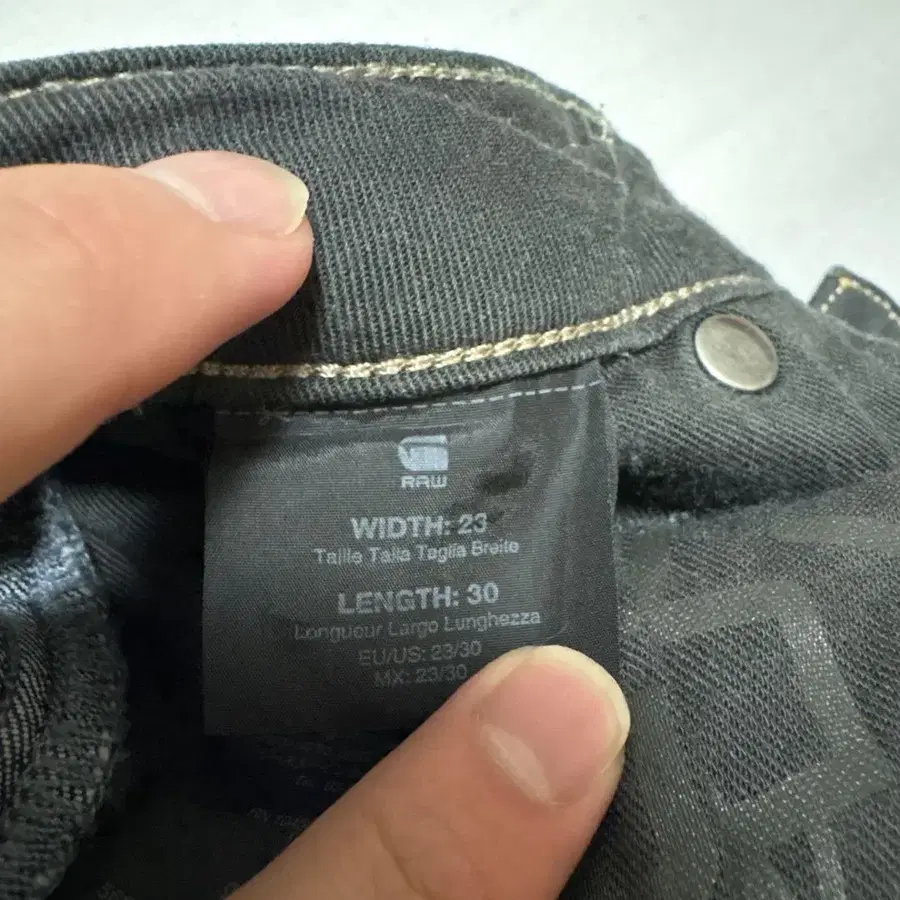 RAW
WIDTH: 23
Taille Talla Taglia Breite
LENGTH: 30
Longueur Largo Lunghezza
EU/US: 23/30
MX: 23/30